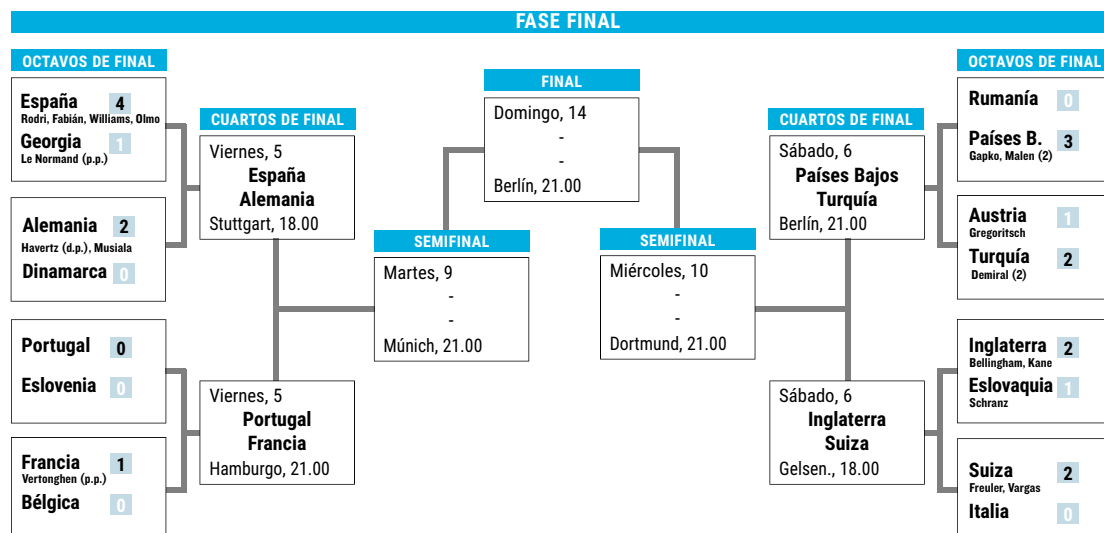 FASE FINAL
OCTAVOS DE FINAL
España 4
Rodri, Fabián, Williams, Olmo
Georgia 1
Le Normand (p.p.)
Alemania 2
Havertz (d.p.), Musiala
Dinamarca 0
Portugal 0
Eslovenia 0
Francia 1
Vertonghen (p.p.)
Bélgica 0
CUARTOS DE FINAL
Viernes, 5
España
Alemania
Stuttgart, 18.00
Viernes, 5
Portugal
Francia
Hamburgo, 21.00
SEMIFINAL
Martes, 9
-
-
Múnich, 21.00
FINAL
Domingo, 14
-
-
Berlín, 21.00
SEMIFINAL
Miércoles, 10
-
-
Dortmund, 21.00
CUARTOS DE FINAL
Sábado, 6
Países Bajos
Turquía
Berlín, 21.00
Sábado, 6
Inglaterra
Suiza
Gelsen., 18.00
OCTAVOS DE FINAL
Rumanía 0
Países B. 3
Gapko, Malen (2)
Austria 1
Gregoritsch
Turquía 2
Demiral (2)
Inglaterra 2
Bellingham, Kane
Eslovaquia 1
Schranz
Suiza 2
Freuler, Vargas
Italia 0